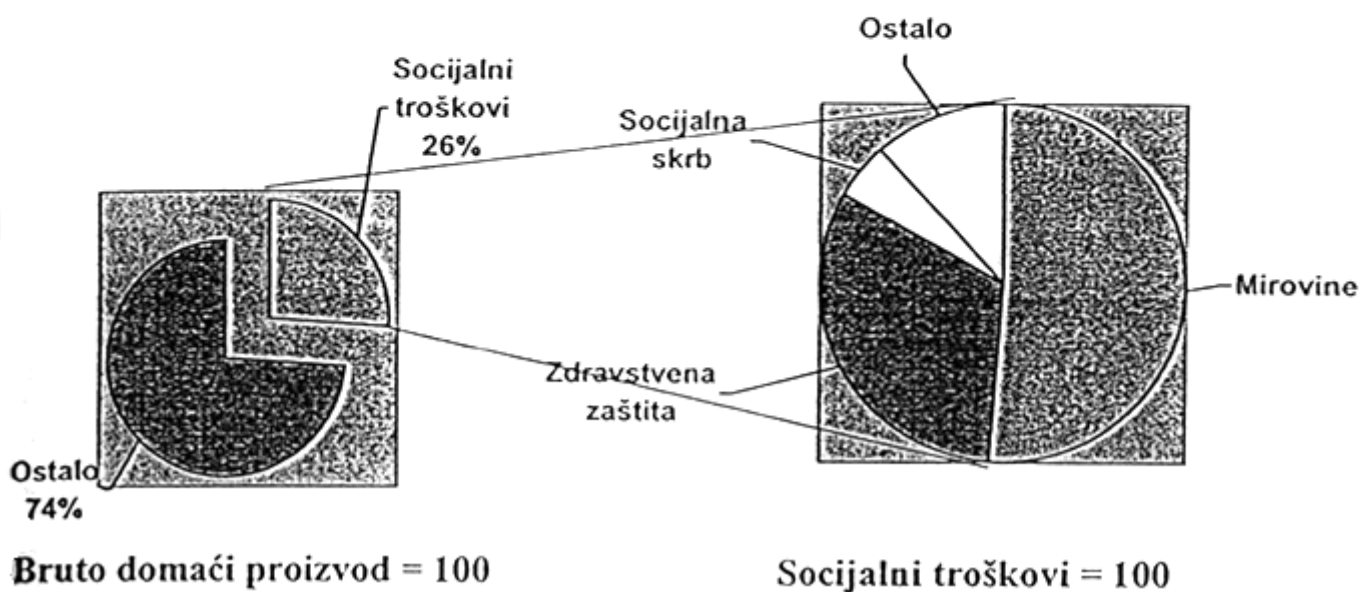 Socijalni
troškovi
26%
Ostalo
74%
Bruto domaći proizvod = 100
Ostalo
Socijalna
skrb
Mirovine
Zdravstvena
zaštita
Socijalni troškovi = 100